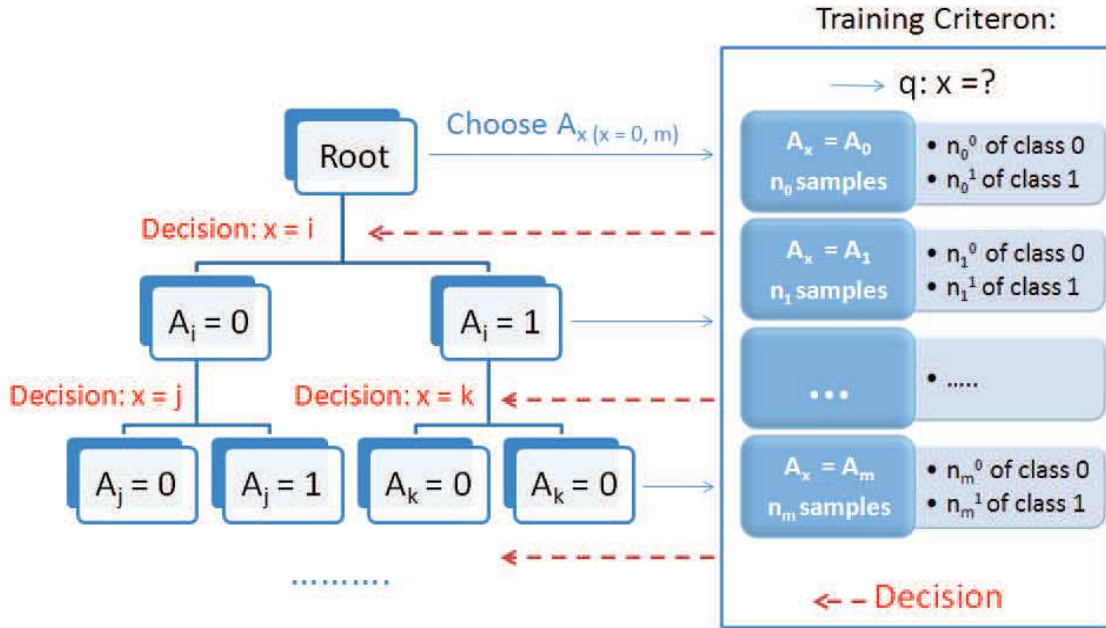 Training Criteron:
q: x =?
Choose Aₓ ₍ₓ ₌ ₀, ₘ₎
Root
Aₓ = A₀
n₀ samples
• n₀⁰ of class 0
• n₀¹ of class 1
Decision: x = i
Aₓ = A₁
n₁ samples
• n₁⁰ of class 0
• n₁¹ of class 1
Aᵢ = 0
Aᵢ = 1
Decision: x = j
Decision: x = k
...
• .....
Aⱼ = 0
Aⱼ = 1
Aₖ = 0
Aₖ = 0
Aₓ = Aₘ
nₘ samples
• nₘ⁰ of class 0
• nₘ¹ of class 1
...........
Decision